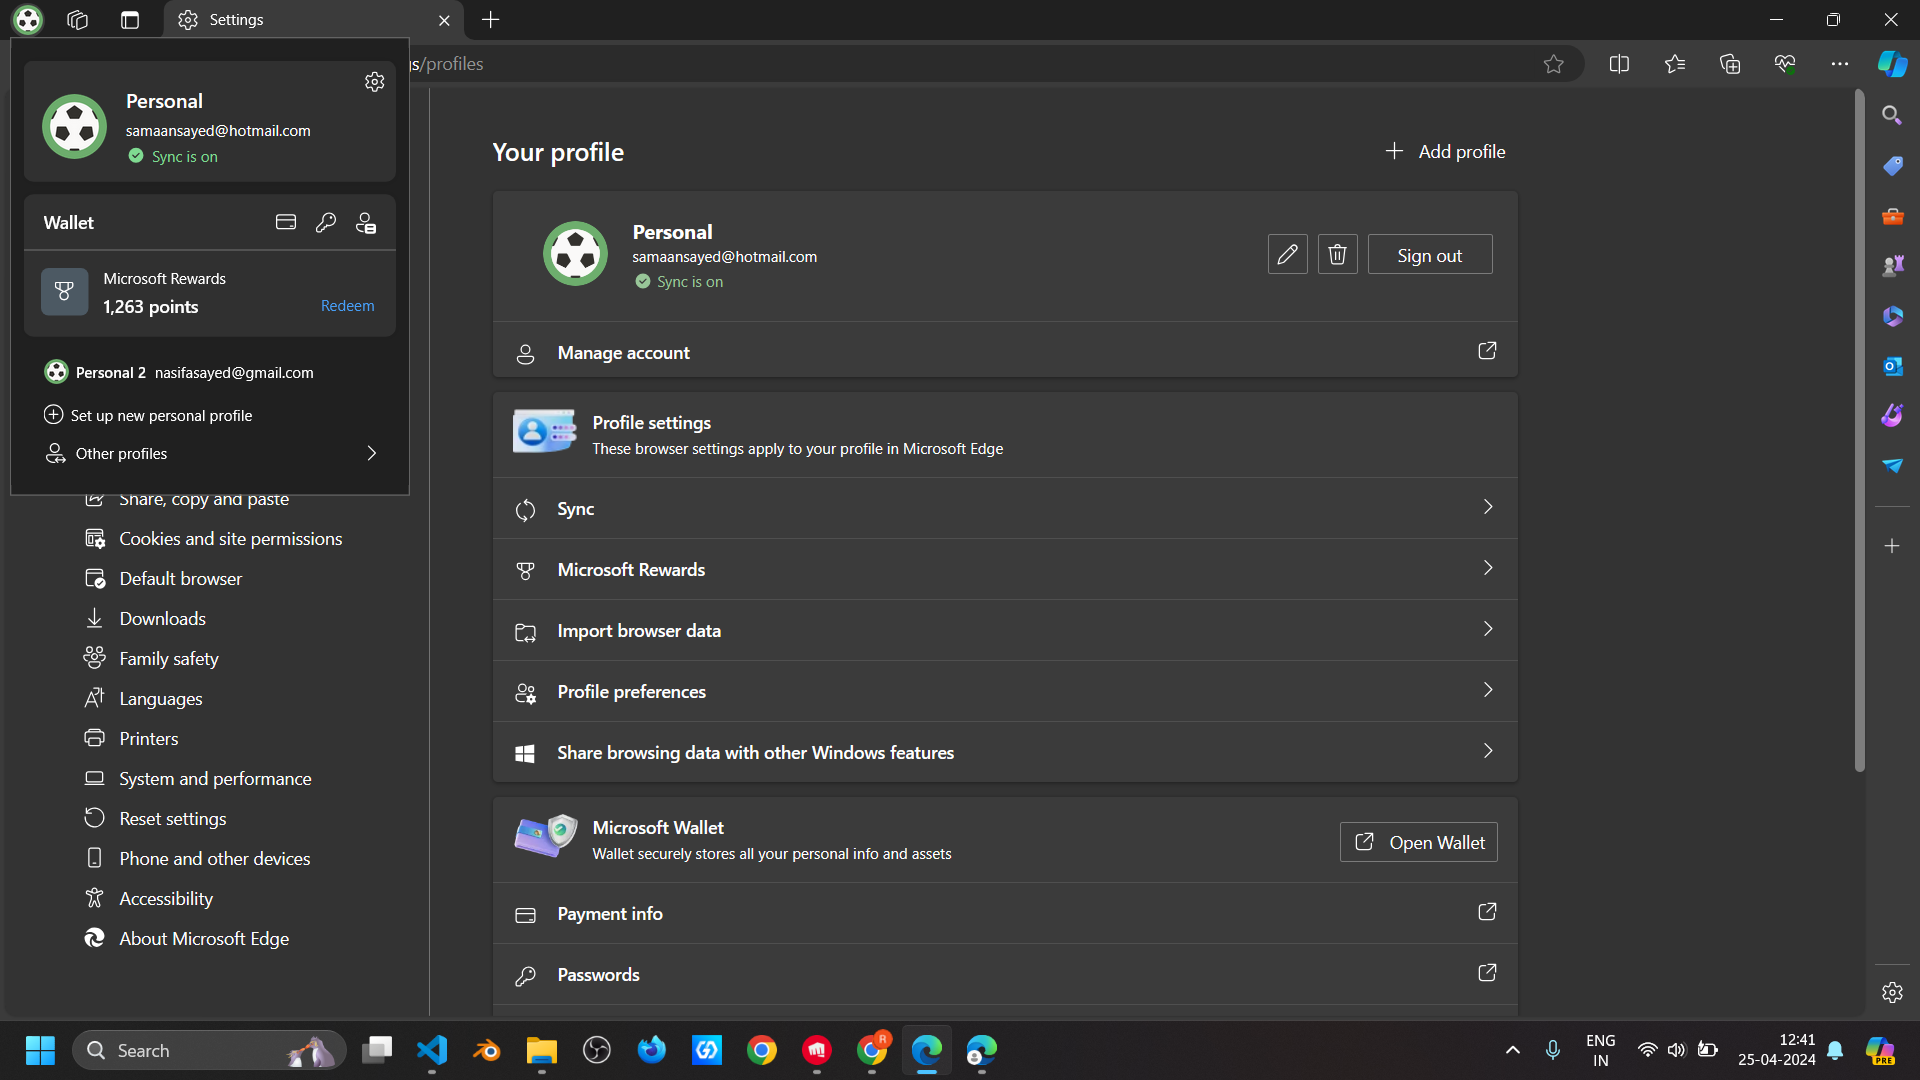 Settings
gs/profiles
Personal
samaansayed@hotmail.com
Sync is on
Wallet
Microsoft Rewards
1,263 points
Redeem
Personal 2 nasifasayed@gmail.com
Set up new personal profile
Other profiles
Share, copy and paste
Cookies and site permissions
Default browser
Downloads
Family safety
Languages
Printers
System and performance
Reset settings
Phone and other devices
Accessibility
About Microsoft Edge
Your profile
Add profile
Personal
samaansayed@hotmail.com
Sync is on
Sign out
Manage account
Profile settings
These browser settings apply to your profile in Microsoft Edge
Sync
Microsoft Rewards
Import browser data
Profile preferences
Share browsing data with other Windows features
Microsoft Wallet
Wallet securely stores all your personal info and assets
Open Wallet
Payment info
Passwords
Search
R
ENG
IN
12:41
25-04-2024
PRE